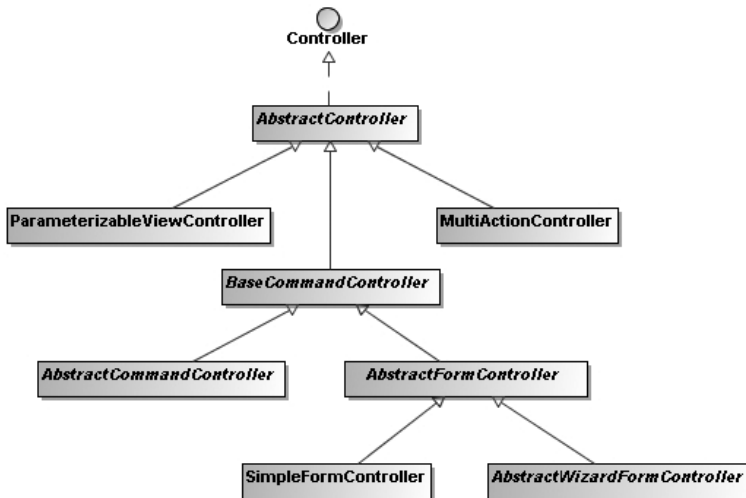 Controller
AbstractController
ParameterizableViewController
MultiActionController
BaseCommandController
AbstractCommandController
AbstractFormController
SimpleFormController
AbstractWizardFormController